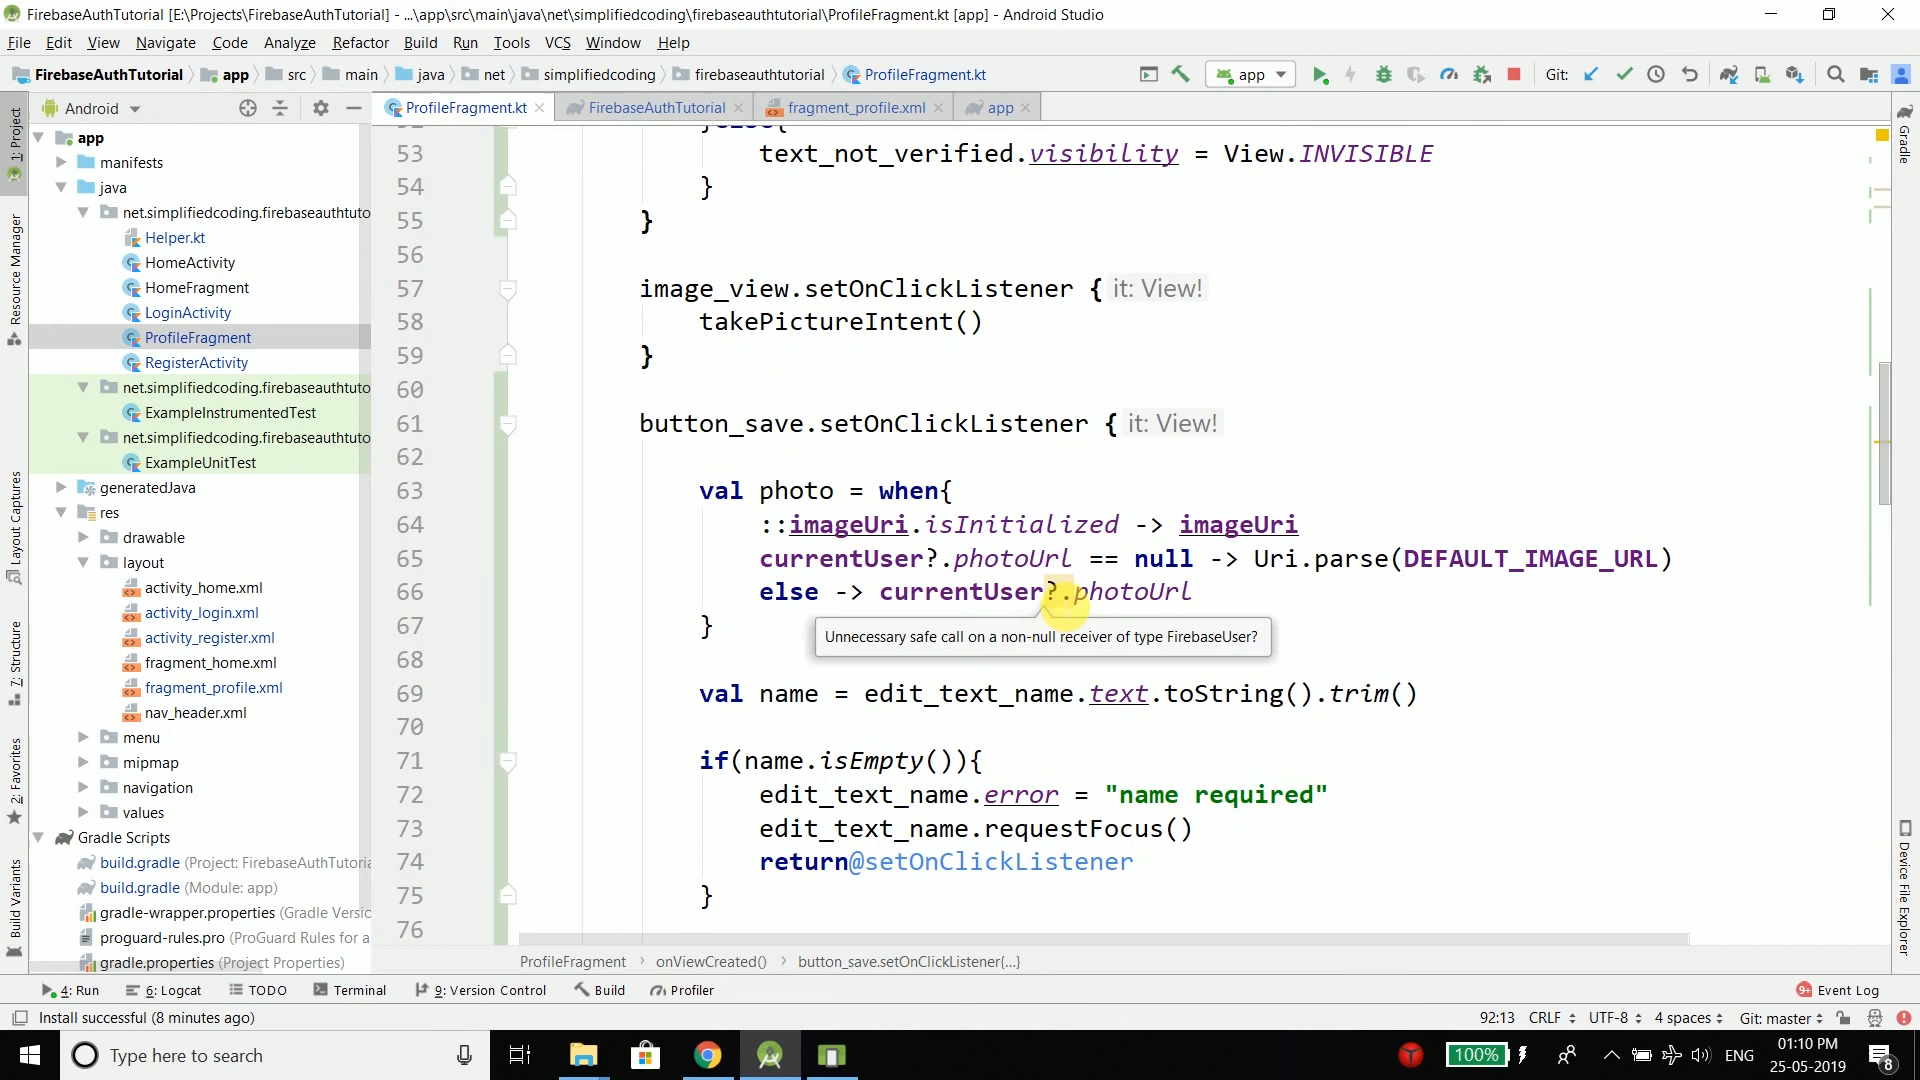 FirebaseAuthTutorial [E:\Projects\FirebaseAuthTutorial] - ...\app\src\main\java\net\simplifiedcoding\firebaseauthtutorial\ProfileFragment.kt [app] - Android Studio
File Edit View Navigate Code Analyze Refactor Build Run Tools VCS Window Help
FirebaseAuthTutorial app src main java net simplifiedcoding firebaseauthtutorial ProfileFragment.kt app Git:
Android
ProfileFragment.kt FirebaseAuthTutorial fragment_profile.xml app
1: Project
Resource Manager
Layout Captures
7: Structure
2: Favorites
Build Variants
app
manifests
java
net.simplifiedcoding.firebaseauthtuto
Helper.kt
HomeActivity
HomeFragment
LoginActivity
ProfileFragment
RegisterActivity
net.simplifiedcoding.firebaseauthtuto
ExampleInstrumentedTest
net.simplifiedcoding.firebaseauthtuto
ExampleUnitTest
generatedJava
res
drawable
layout
activity_home.xml
activity_login.xml
activity_register.xml
fragment_home.xml
fragment_profile.xml
nav_header.xml
menu
mipmap
navigation
values
Gradle Scripts
build.gradle (Project: FirebaseAuthTutoria
build.gradle (Module: app)
gradle-wrapper.properties (Gradle Versio
proguard-rules.pro (ProGuard Rules for a
gradle.properties (Project Properties)
}else{
53 text_not_verified.visibility = View.INVISIBLE
54 }
55 }
56
57 image_view.setOnClickListener { it: View!
58 takePictureIntent()
59 }
60
61 button_save.setOnClickListener { it: View!
62
63 val photo = when{
64 ::imageUri.isInitialized -> imageUri
65 currentUser?.photoUrl == null -> Uri.parse(DEFAULT_IMAGE_URL)
66 else -> currentUser?.photoUrl
67 }
Unnecessary safe call on a non-null receiver of type FirebaseUser?
68
69 val name = edit_text_name.text.toString().trim()
70
71 if(name.isEmpty()){
72 edit_text_name.error = "name required"
73 edit_text_name.requestFocus()
74 return@setOnClickListener
75 }
76
Gradle
Device File Explorer
ProfileFragment onViewCreated() button_save.setOnClickListener{...}
4: Run 6: Logcat TODO Terminal 9: Version Control Build Profiler 9+ Event Log
Install successful (8 minutes ago) 92:13 CRLF UTF-8 4 spaces Git: master
Type here to search 100% ENG 01:10 PM
25-05-2019 8